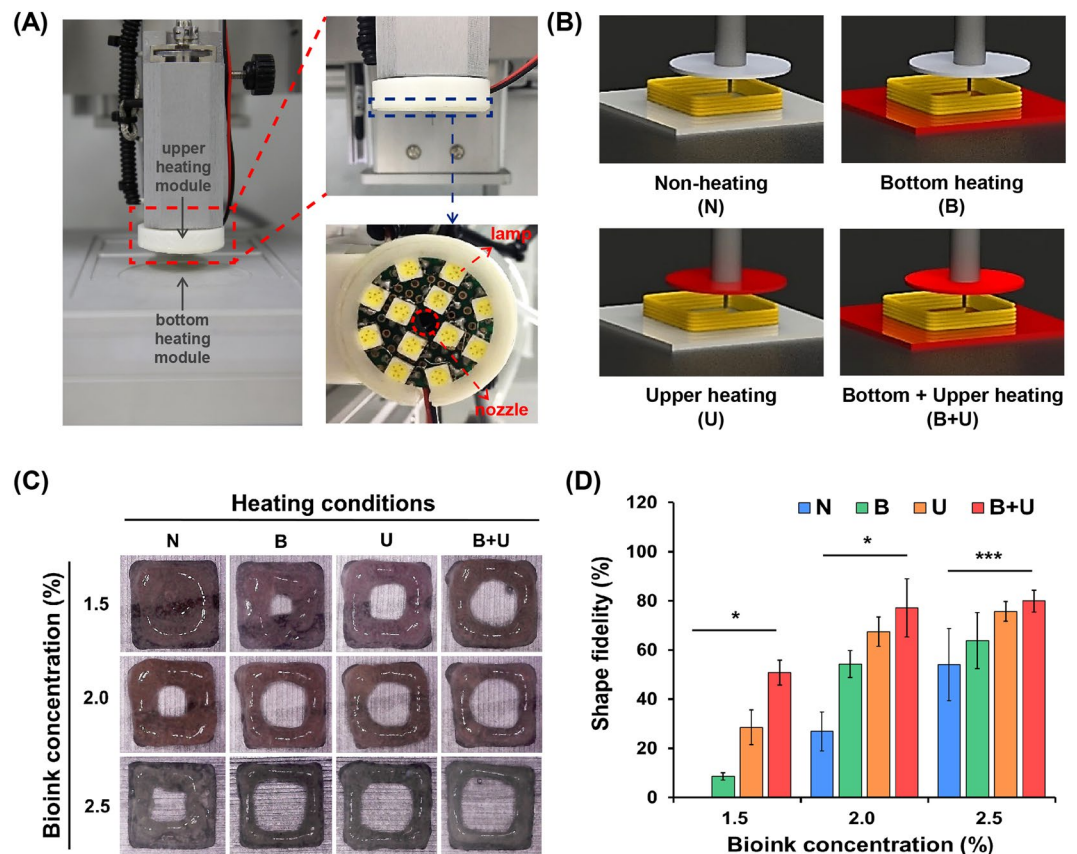 (A)
upper
heating
module
bottom
heating
module
lamp
nozzle
(B)
Non-heating
(N)
Bottom heating
(B)
Upper heating
(U)
Bottom + Upper heating
(B+U)
(C)
Heating conditions
N B U B+U
Bioink concentration (%)
1.5
2.0
2.5
(D)
N B U B+U
Shape fidelity (%)
120
100
80
60
40
20
0
*
*
***
1.5 2.0 2.5
Bioink concentration (%)